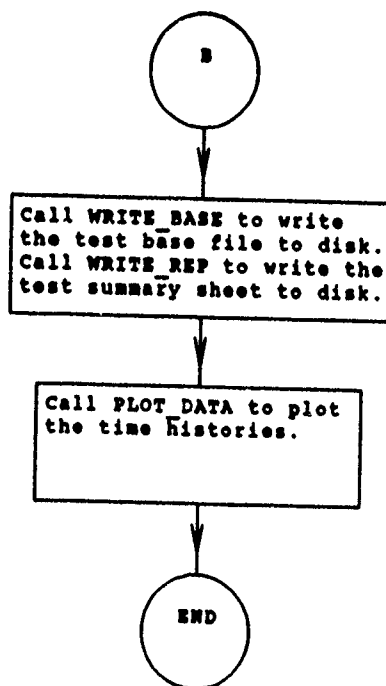 B
Call WRITE_BASE to write
the test base file to disk.
Call WRITE_REP to write the
test summary sheet to disk.
Call PLOT_DATA to plot
the time histories.
END